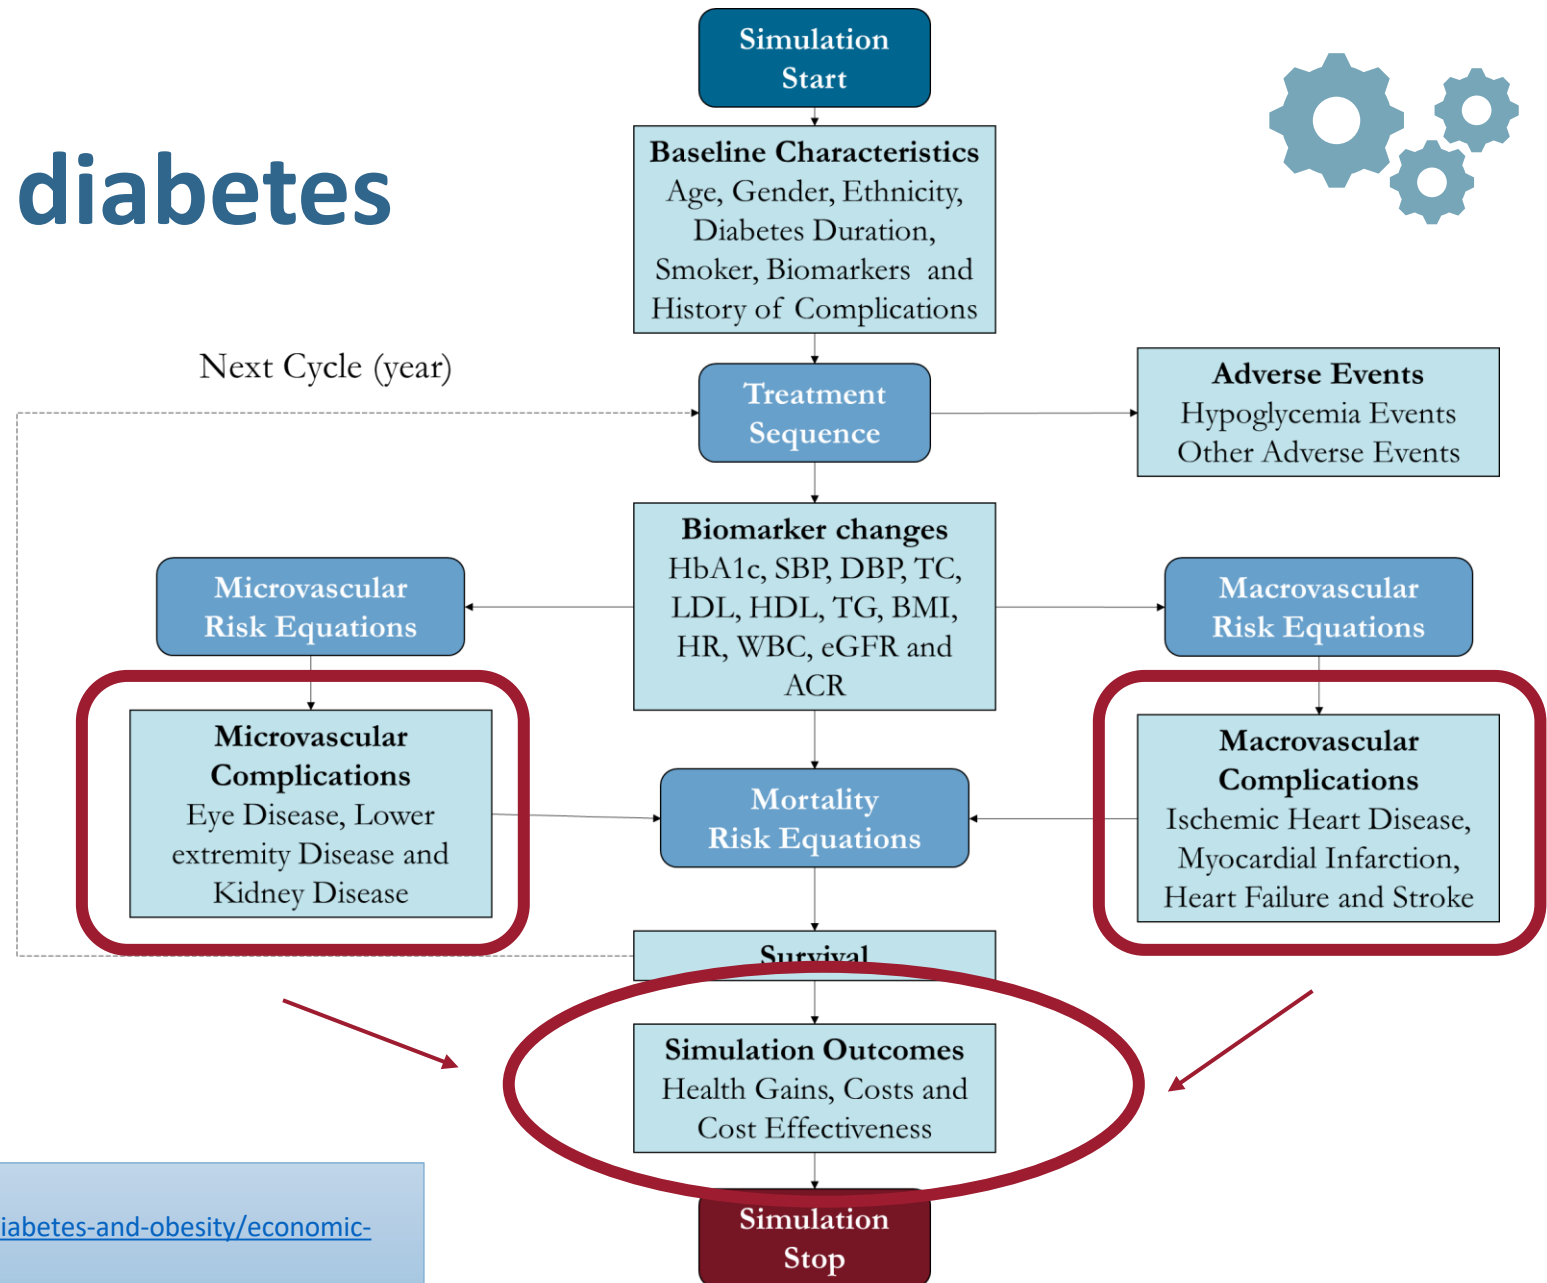 diabetes
Simulation
Start
Baseline Characteristics
Age, Gender, Ethnicity,
Diabetes Duration,
Smoker, Biomarkers and
History of Complications
Next Cycle (year)
Treatment
Sequence
Adverse Events
Hypoglycemia Events
Other Adverse Events
Biomarker changes
HbA1c, SBP, DBP, TC,
LDL, HDL, TG, BMI,
HR, WBC, eGFR and
ACR
Microvascular
Risk Equations
Macrovascular
Risk Equations
Microvascular
Complications
Eye Disease, Lower
extremity Disease and
Kidney Disease
Mortality
Risk Equations
Macrovascular
Complications
Ischemic Heart Disease,
Myocardial Infarction,
Heart Failure and Stroke
Survival
Simulation Outcomes
Health Gains, Costs and
Cost Effectiveness
iabetes-and-obesity/economic-
Simulation
Stop